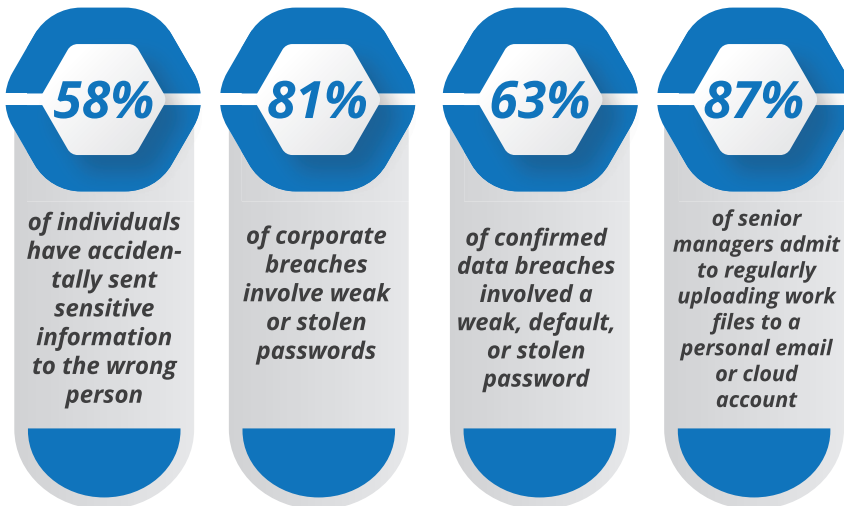 58%
of individuals
have acciden-
tally sent
sensitive
information
to the wrong
person
81%
of corporate
breaches
involve weak
or stolen
passwords
63%
of confirmed
data breaches
involved a
weak, default,
or stolen
password
87%
of senior
managers admit
to regularly
uploading work
files to a
personal email
or cloud
account